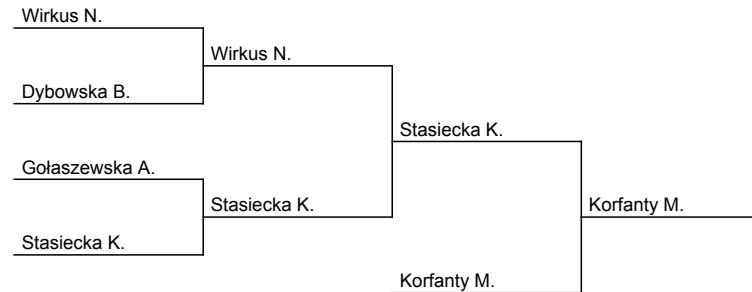 Wirkus N.
Wirkus N.
Dybowska B.
Stasiecka K.
Gołaszewska A.
Stasiecka K.
Korfanty M.
Stasiecka K.
Korfanty M.